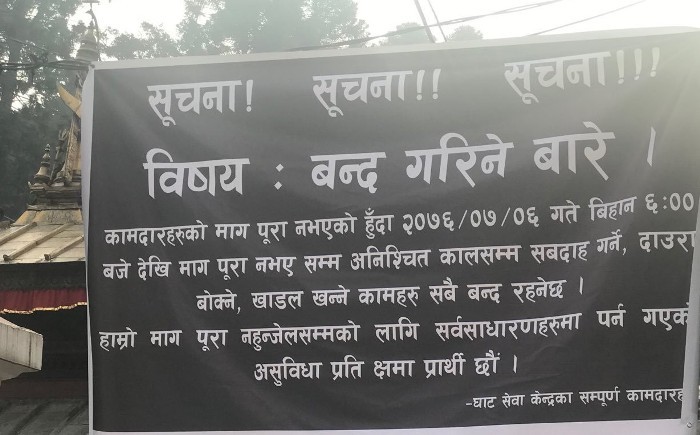 सूचना! सूचना!! सूचना!!!
विषय : बन्द गरिने बारे ।
कामदारहरुको माग पूरा नभएको हुँदा २०७६/०७/०६ गते बिहान ६:००
बजे देखि माग पूरा नभए सम्म अनिश्चित कालसम्म सबदाह गर्ने, दाउरा
बोक्ने, खाडल खन्ने कामहरु सबै बन्द रहनेछ ।
हाम्रो माग पूरा नहुन्जेलसम्मको लागि सर्वसाधारणहरुमा पर्न गएको
असुविधा प्रति क्षमा प्रार्थी छौं ।
-घाट सेवा केन्द्रका सम्पूर्ण कामदारह